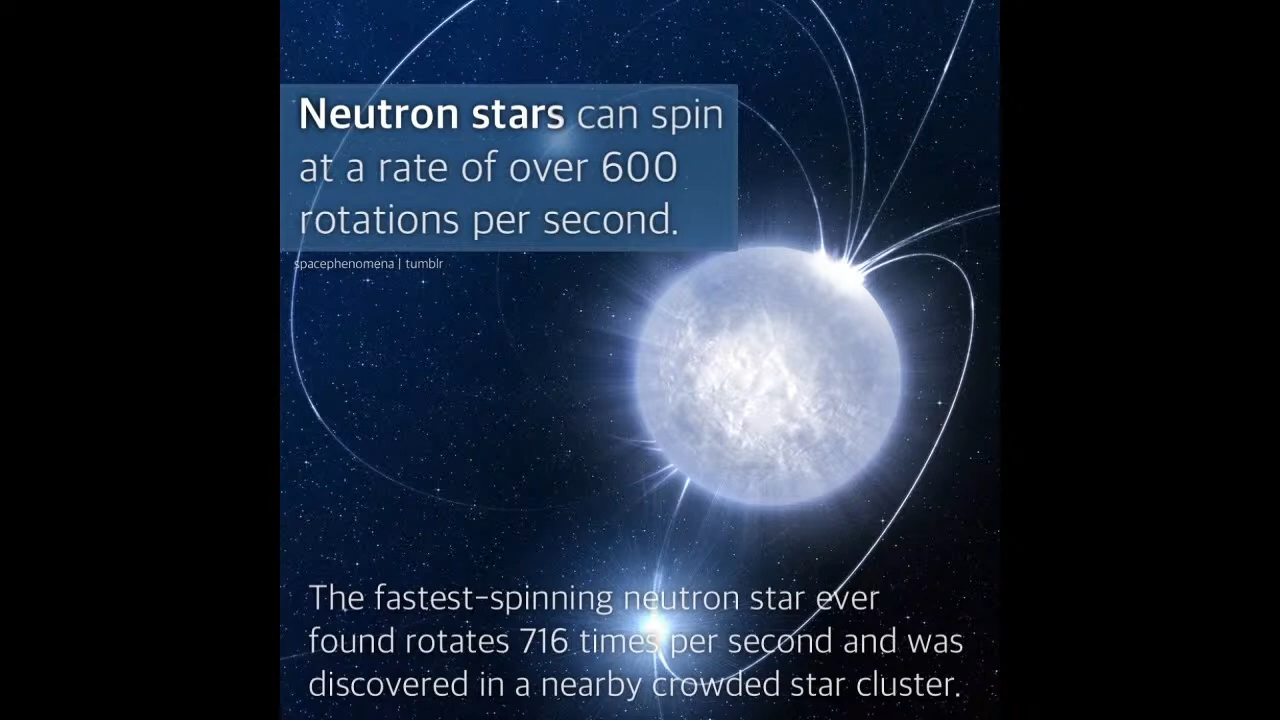 Neutron stars can spin
at a rate of over 600
rotations per second.
spacephenomena | tumblr
The fastest-spinning neutron star ever
found rotates 716 times per second and was
discovered in a nearby crowded star cluster.